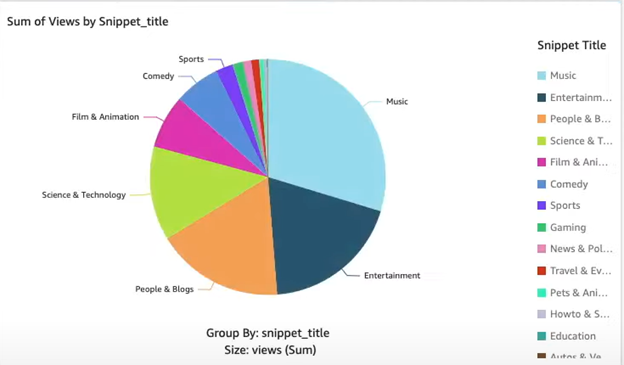 Sum of Views by Snippet_title
Sports
Comedy
Film & Animation
Science & Technology
People & Blogs
Music
Entertainment
Group By: snippet_title
Size: views (Sum)
Snippet Title
Music
Entertainm...
People & B...
Science & T...
Film & Ani...
Comedy
Sports
Gaming
News & Pol...
Travel & Ev...
Pets & Ani...
Howto & S...
Education
Autos & Ve...